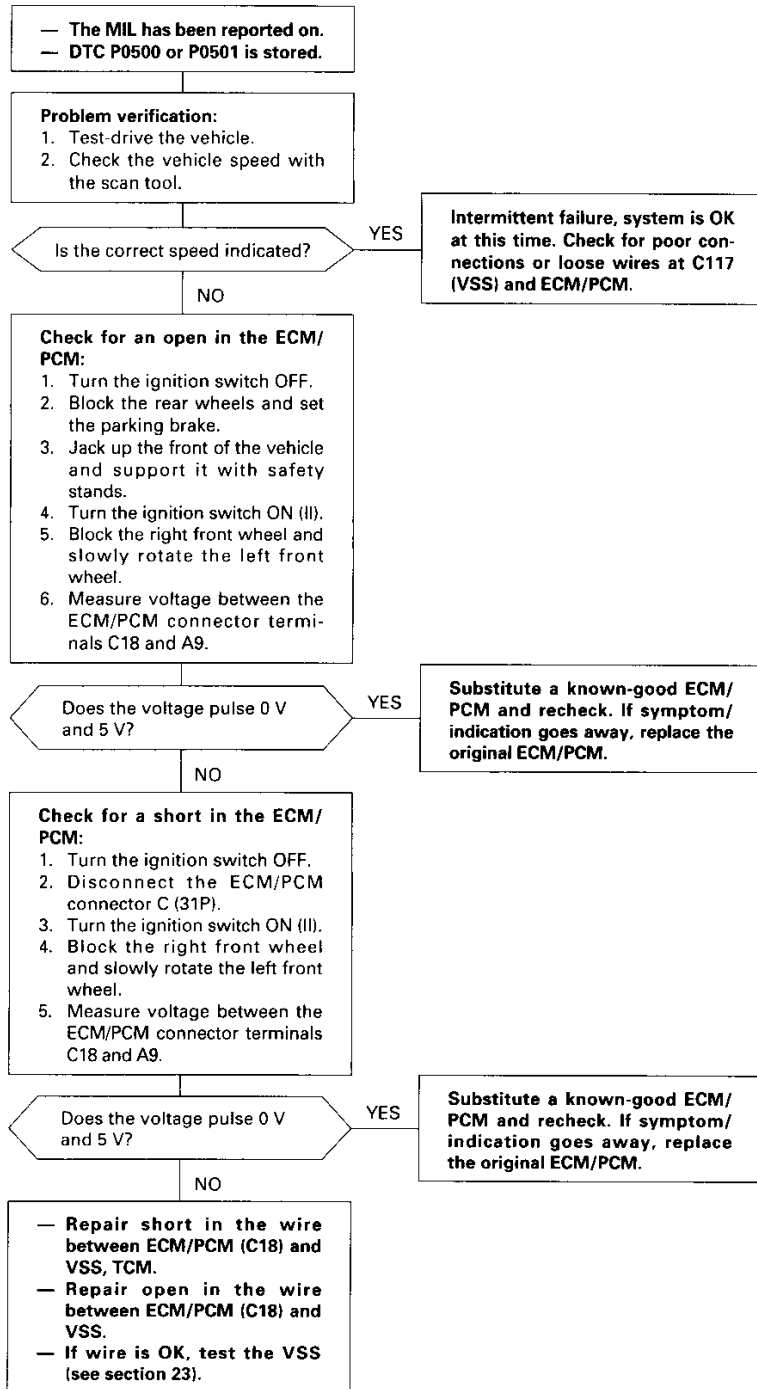 — The MIL has been reported on.
— DTC P0500 or P0501 is stored.
Problem verification:
1. Test-drive the vehicle.
2. Check the vehicle speed with
the scan tool.
Is the correct speed indicated?
YES
Intermittent failure, system is OK
at this time. Check for poor con-
nections or loose wires at C117
(VSS) and ECM/PCM.
NO
Check for an open in the ECM/
PCM:
1. Turn the ignition switch OFF.
2. Block the rear wheels and set
the parking brake.
3. Jack up the front of the vehicle
and support it with safety
stands.
4. Turn the ignition switch ON (II).
5. Block the right front wheel and
slowly rotate the left front
wheel.
6. Measure voltage between the
ECM/PCM connector termi-
nals C18 and A9.
Does the voltage pulse 0 V
and 5 V?
YES
Substitute a known-good ECM/
PCM and recheck. If symptom/
indication goes away, replace the
original ECM/PCM.
NO
Check for a short in the ECM/
PCM:
1. Turn the ignition switch OFF.
2. Disconnect the ECM/PCM
connector C (31P).
3. Turn the ignition switch ON (II).
4. Block the right front wheel
and slowly rotate the left front
wheel.
5. Measure voltage between the
ECM/PCM connector terminals
C18 and A9.
Does the voltage pulse 0 V
and 5 V?
YES
Substitute a known-good ECM/
PCM and recheck. If symptom/
indication goes away, replace
the original ECM/PCM.
NO
— Repair short in the wire
between ECM/PCM (C18) and
VSS, TCM.
— Repair open in the wire
between ECM/PCM (C18) and
VSS.
— If wire is OK, test the VSS
(see section 23).